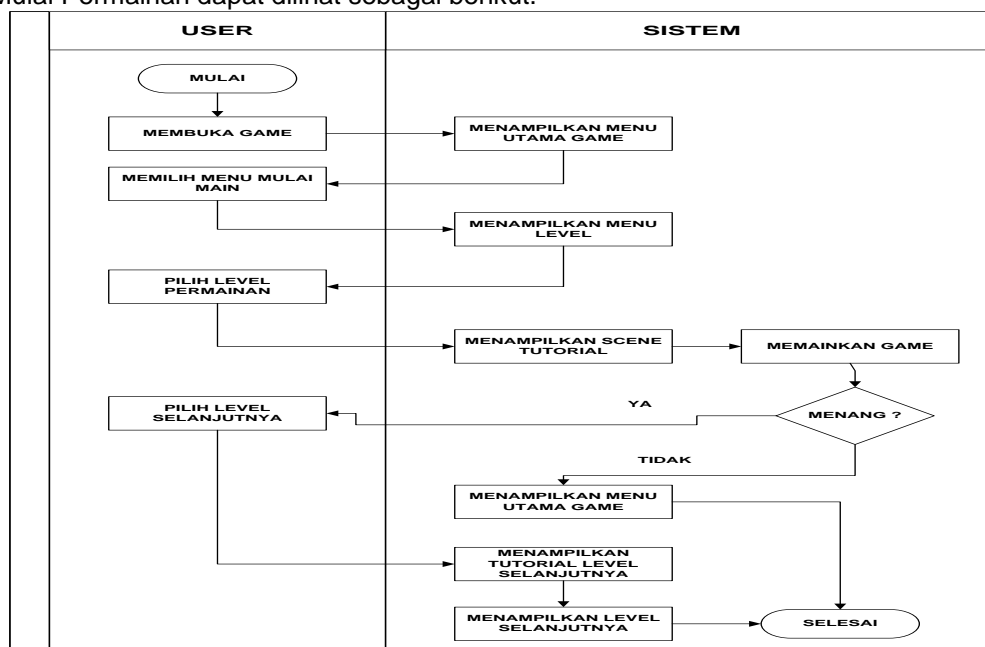 Mulai Permainan dapat dilihat sebagai berikut:
USER
SISTEM
MULAI
MEMBUKA GAME
MENAMPILKAN MENU
UTAMA GAME
MEMILIH MENU MULAI
MAIN
MENAMPILKAN MENU
LEVEL
PILIH LEVEL
PERMAINAN
MENAMPILKAN SCENE
TUTORIAL
MEMAINKAN GAME
PILIH LEVEL
SELANJUTNYA
YA
MENANG ?
TIDAK
MENAMPILKAN MENU
UTAMA GAME
MENAMPILKAN
TUTORIAL LEVEL
SELANJUTNYA
MENAMPILKAN LEVEL
SELANJUTNYA
SELESAI